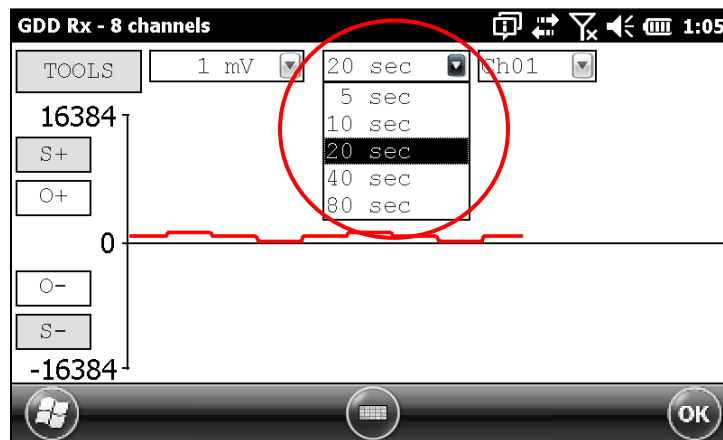 GDD Rx - 8 channels 1:05
TOOLS 1 mV 20 sec Ch01
5 sec
10 sec
20 sec
40 sec
80 sec
16384
S+
O+
0
O-
S-
-16384
OK